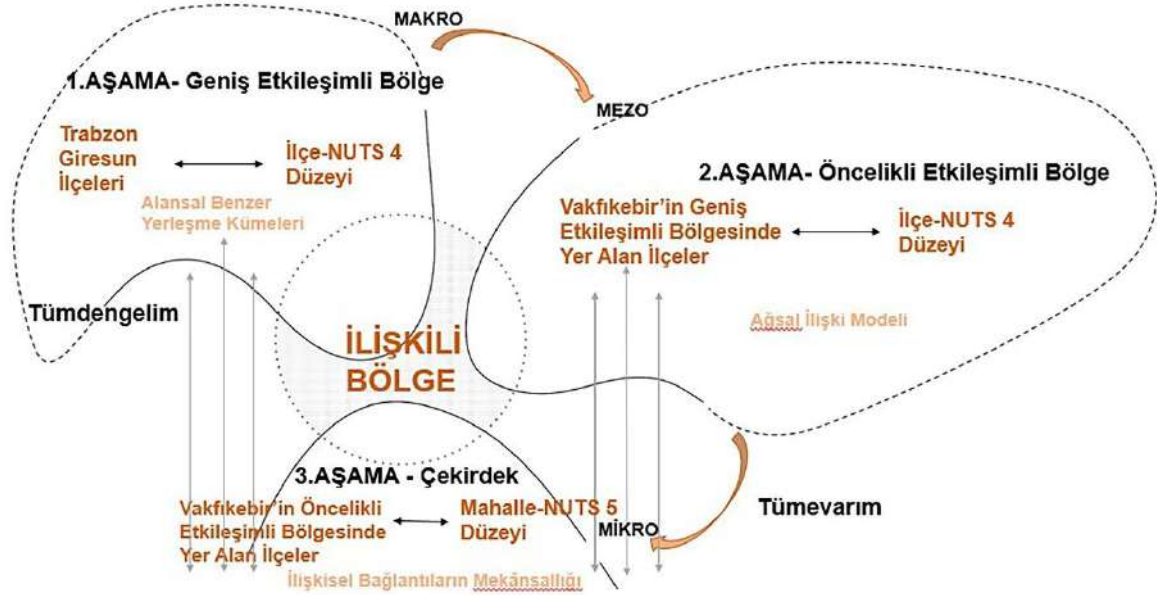 MAKRO
1.AŞAMA- Geniş Etkileşimli Bölge
Trabzon
Giresun
İlçeleri
İlçe-NUTS 4
Düzeyi
Alansal Benzer
Yerleşme Kümeleri
Tümdengelim
MEZO
2.AŞAMA- Öncelikli Etkileşimli Bölge
Vakfıkebir’in Geniş
Etkileşimli Bölgesinde
Yer Alan İlçeler
İlçe-NUTS 4
Düzeyi
Ağsal İlişki Modeli
İLİŞKİLİ
BÖLGE
3.AŞAMA - Çekirdek
Vakfıkebir’in Öncelikli
Etkileşimli Bölgesinde
Yer Alan İlçeler
Mahalle-NUTS 5
Düzeyi
MİKRO
Tümevarım
İlişkisel Bağlantıların Mekânsallığı